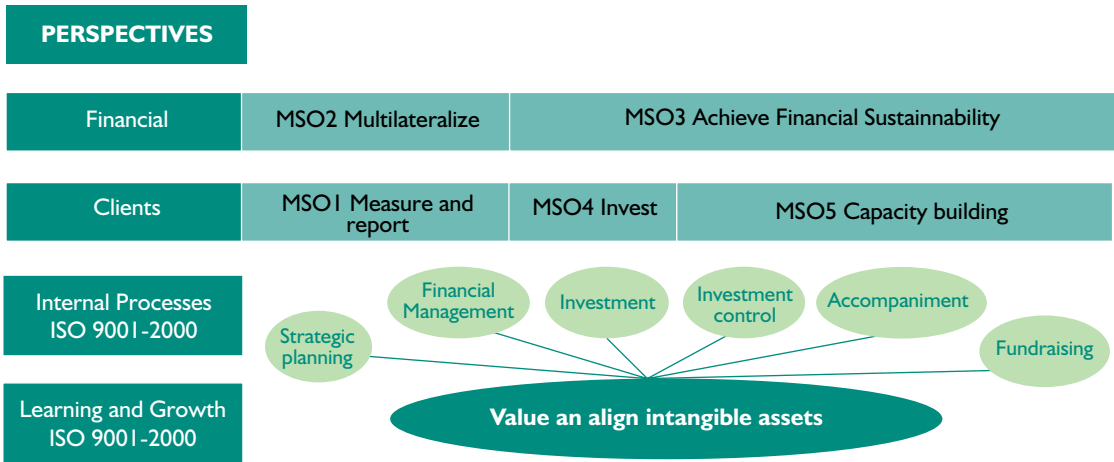 PERSPECTIVES
Financial
MSO2 Multilateralize
MSO3 Achieve Financial Sustainnability
Clients
MSO1 Measure and
report
MSO4 Invest
MSO5 Capacity building
Internal Processes
ISO 9001-2000
Strategic
planning
Financial
Management
Investment
Investment
control
Accompaniment
Fundraising
Learning and Growth
ISO 9001-2000
Value an align intangible assets